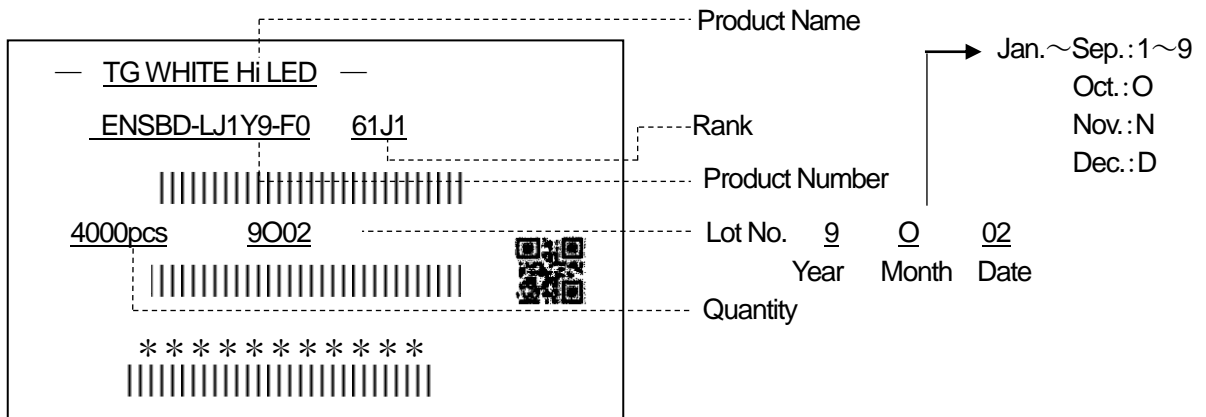 Product Name
— TG WHITE Hi LED —
ENSBD-LJ1Y9-F0 61J1
Rank
Product Number
4000pcs 9O02
Lot No. 9 O 02
Year Month Date
Quantity
＊＊＊＊＊＊＊＊＊＊＊
Jan.～Sep.:1～9
Oct.:O
Nov.:N
Dec.:D